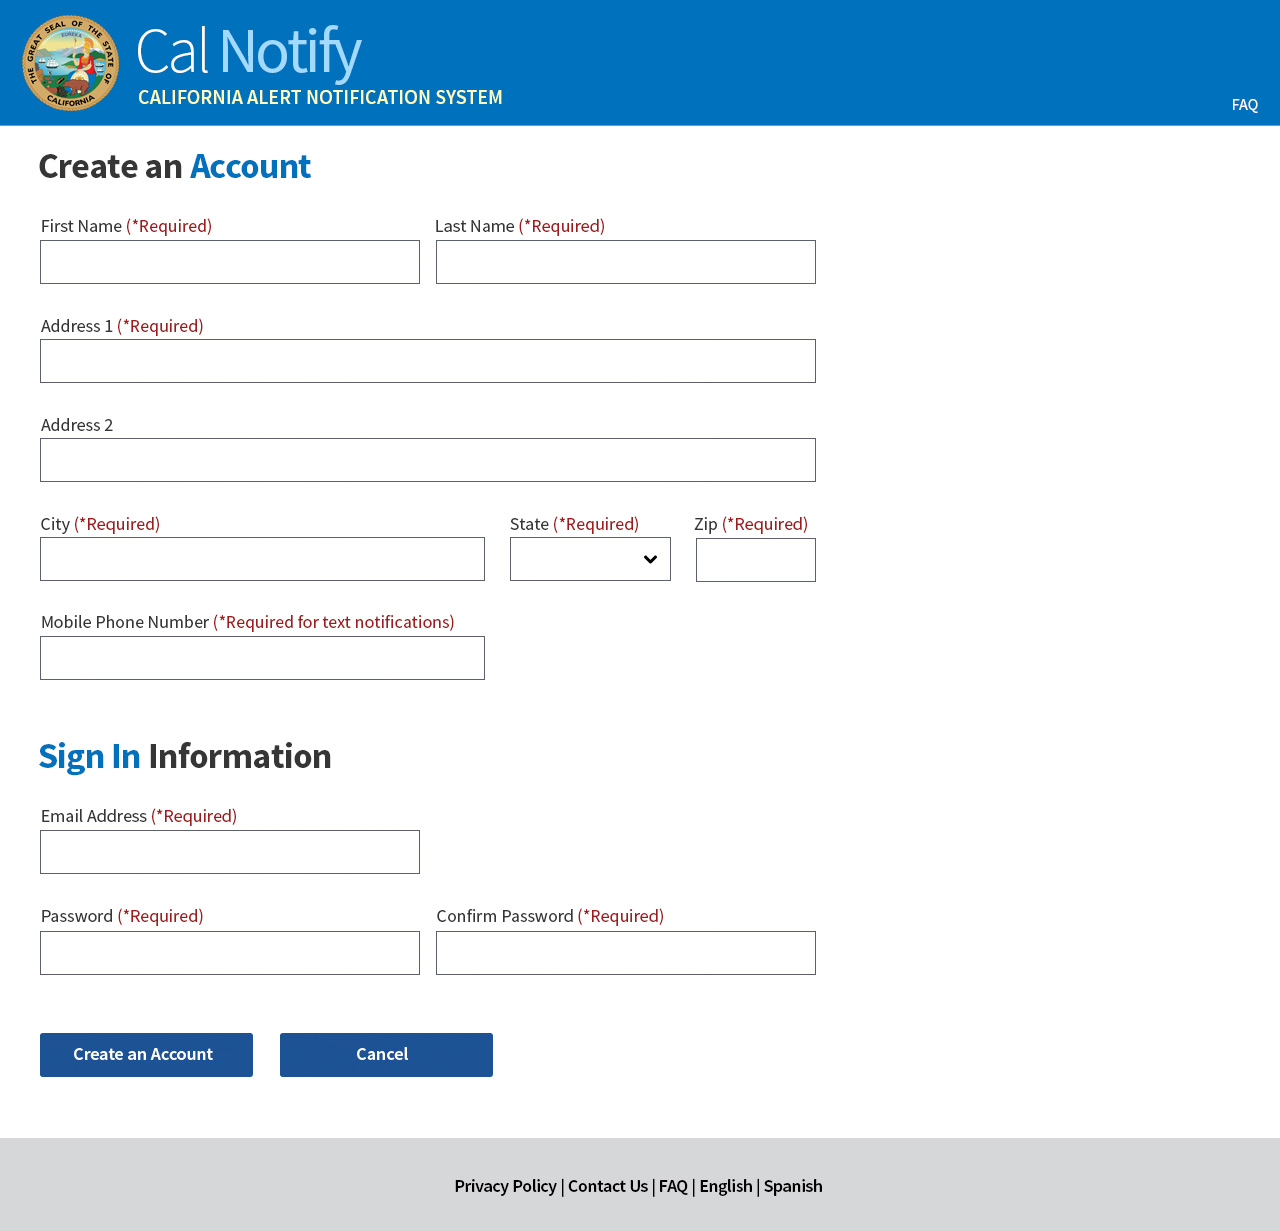 THE GREAT SEAL OF THE STATE OF CALIFORNIA
EUREKA
Cal Notify
CALIFORNIA ALERT NOTIFICATION SYSTEM
FAQ
Create an Account
First Name (*Required) Last Name (*Required)
Address 1 (*Required)
Address 2
City (*Required) State (*Required) Zip (*Required)
Mobile Phone Number (*Required for text notifications)
Sign In Information
Email Address (*Required)
Password (*Required) Confirm Password (*Required)
Create an Account Cancel
Privacy Policy | Contact Us | FAQ | English | Spanish